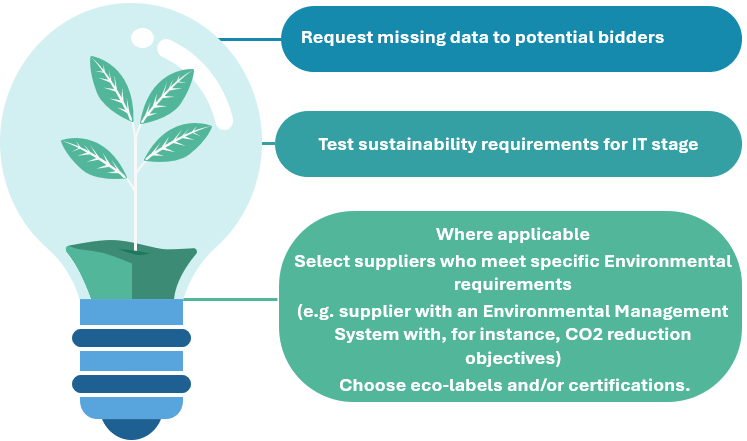 Request missing data to potential bidders
Test sustainability requirements for IT stage
Where applicable
Select suppliers who meet specific Environmental
requirements
(e.g. supplier with an Environmental Management
System with, for instance, CO2 reduction
objectives)
Choose eco-labels and/or certifications.